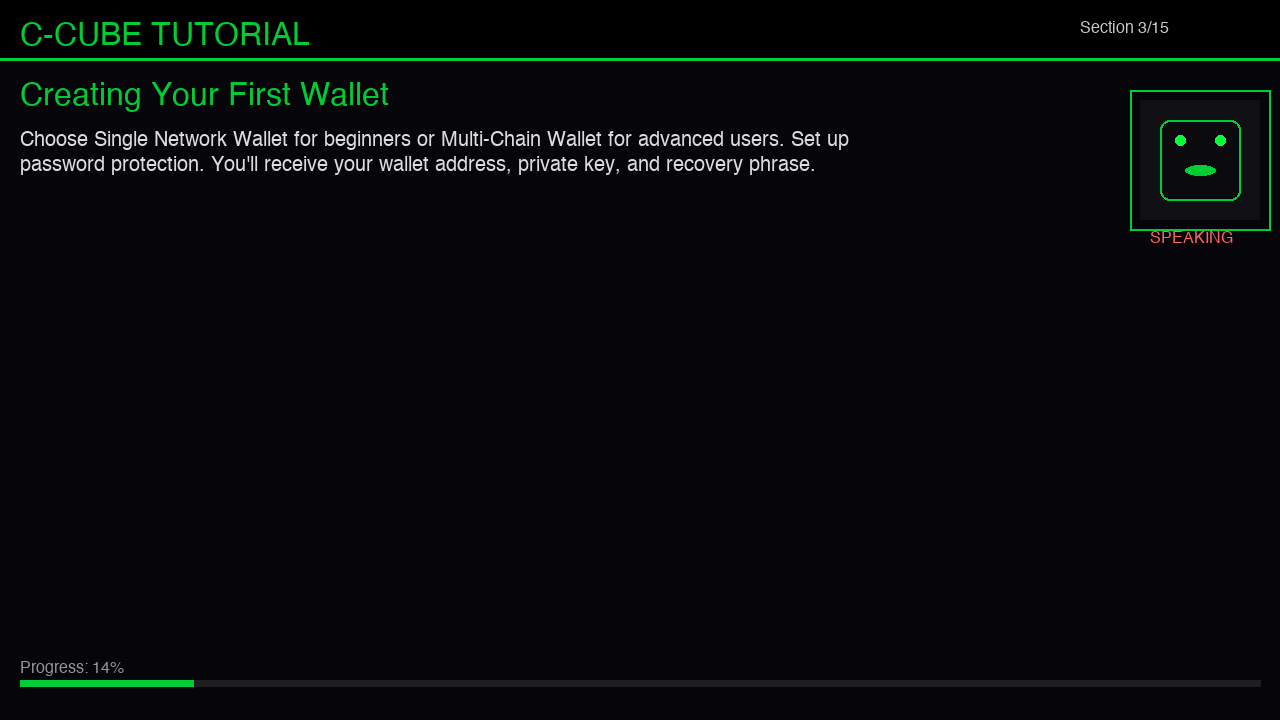 C-CUBE TUTORIAL
Section 3/15
Creating Your First Wallet
Choose Single Network Wallet for beginners or Multi-Chain Wallet for advanced users. Set up
password protection. You'll receive your wallet address, private key, and recovery phrase.
SPEAKING
Progress: 14%